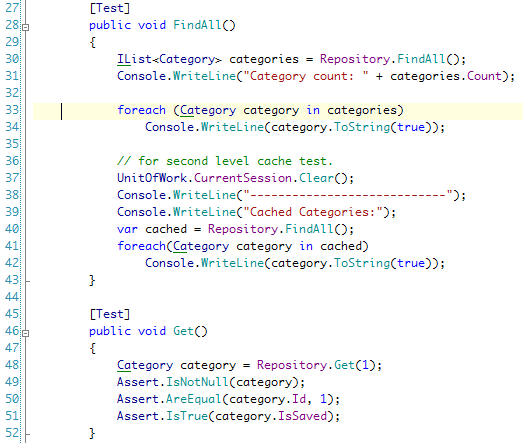 27 [Test]
28 public void FindAll()
29 {
30 IList<Category> categories = Repository.FindAll();
31 Console.WriteLine("Category count: " + categories.Count);
32
33 foreach (Category category in categories)
34 Console.WriteLine(category.ToString(true));
35
36 // for second level cache test.
37 UnitOfWork.CurrentSession.Clear();
38 Console.WriteLine("----------------------------");
39 Console.WriteLine("Cached Categories:");
40 var cached = Repository.FindAll();
41 foreach(Category category in cached)
42 Console.WriteLine(category.ToString(true));
43 }
44
45 [Test]
46 public void Get()
47 {
48 Category category = Repository.Get(1);
49 Assert.IsNotNull(category);
50 Assert.AreEqual(category.Id, 1);
51 Assert.IsTrue(category.IsSaved);
52 }